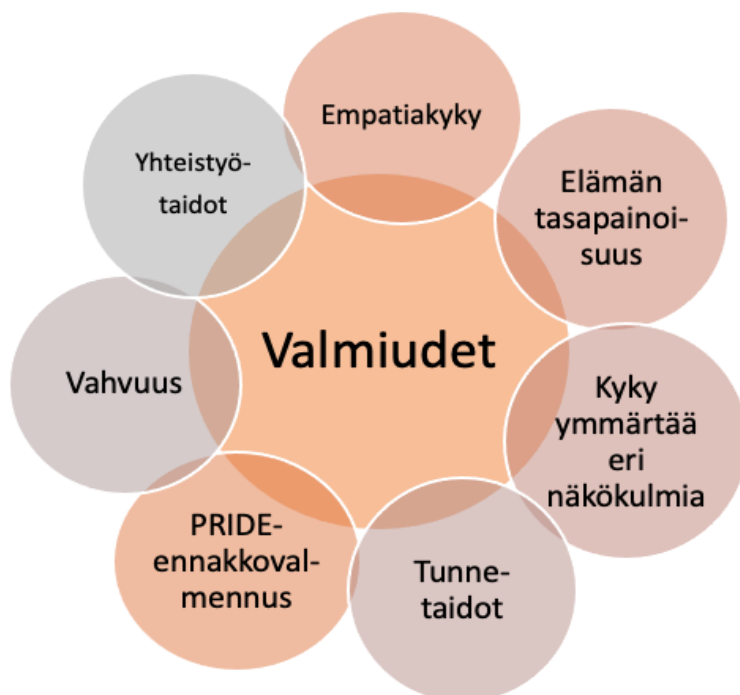 Empatiakyky
Elämän
tasapainoi-
suus
Kyky
ymmärtää
eri
näkökulmia
Tunne-
taidot
PRIDE-
ennakkoval-
mennus
Vahvuus
Yhteistyö-
taidot
Valmiudet